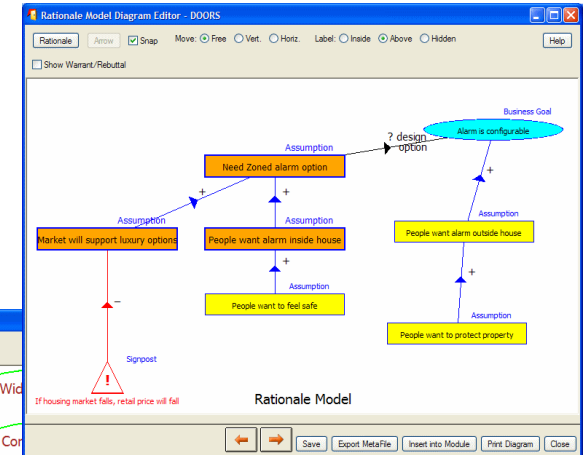 Rationale Model Diagram Editor - DOORS
Rationale Arrow Snap Move: Free Vert. Horiz. Label: Inside Above Hidden Help
Show Warrant/Rebuttal
Business Goal
Alarm is configurable
? design
option
Assumption
Need Zoned alarm option
+
+
+
Assumption
Market will support luxury options
Assumption
People want alarm inside house
Assumption
People want alarm outside house
+
+
Assumption
People want to feel safe
−
Assumption
People want to protect property
Signpost
!
If housing market falls, retail price will fall
Rationale Model
Wid
Cor
Save Export MetaFile Insert into Module Print Diagram Close